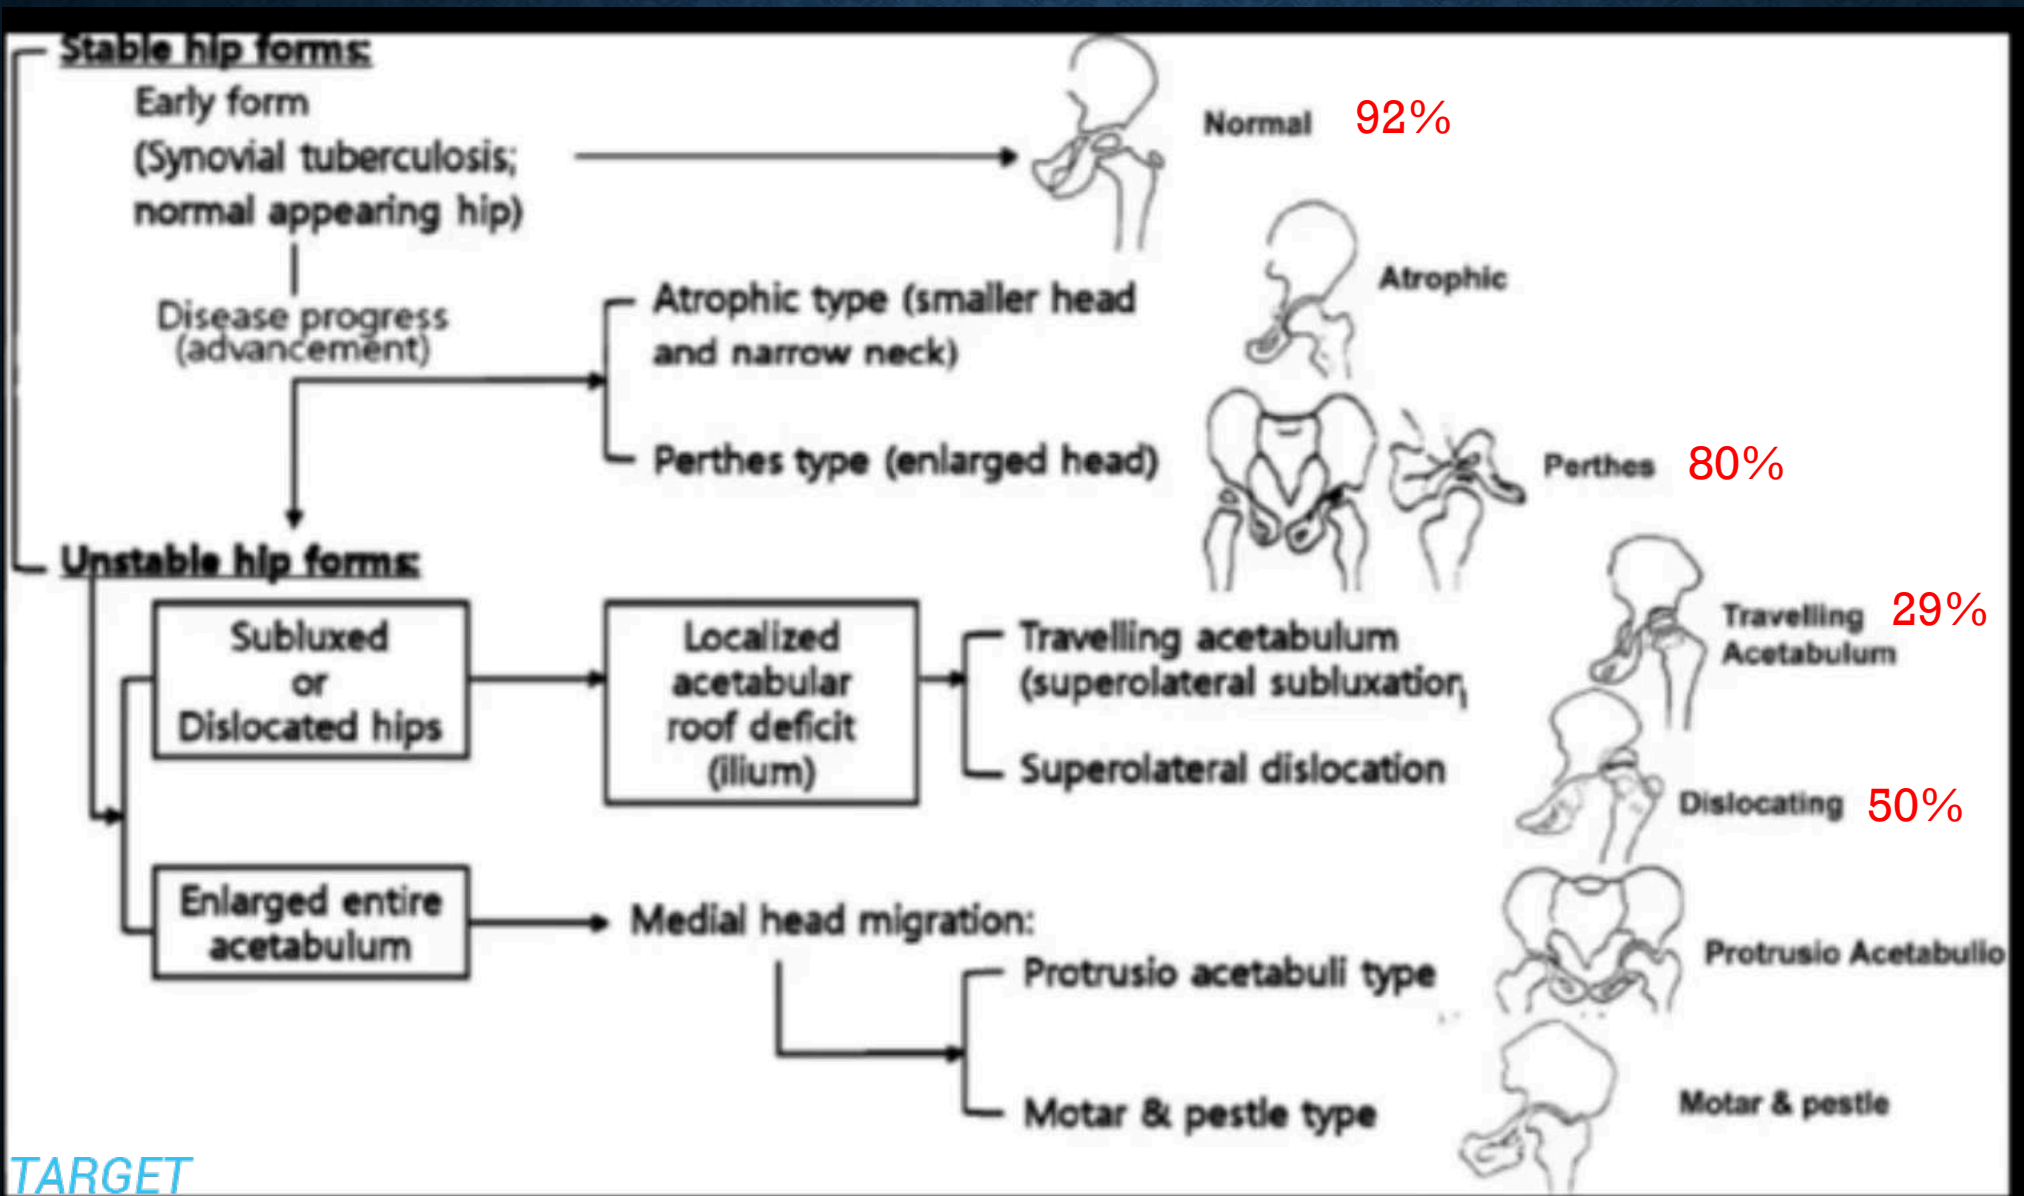 Stable hip forms:
Early form
(Synovial tuberculosis;
normal appearing hip)
Normal 92%
Disease progress
(advancement)
Atrophic type (smaller head
and narrow neck)
Atrophic
Perthes type (enlarged head)
Perthes 80%
Unstable hip forms:
Subluxed
or
Dislocated hips
Localized
acetabular
roof deficit
(ilium)
Travelling acetabulum
(superolateral subluxation
Travelling 29%
Acetabulum
Superolateral dislocation
Dislocating 50%
Enlarged entire
acetabulum
Medial head migration:
Protrusio acetabuli type
Protrusio Acetabulio
Motar & pestle type
Motar & pestle
TARGET